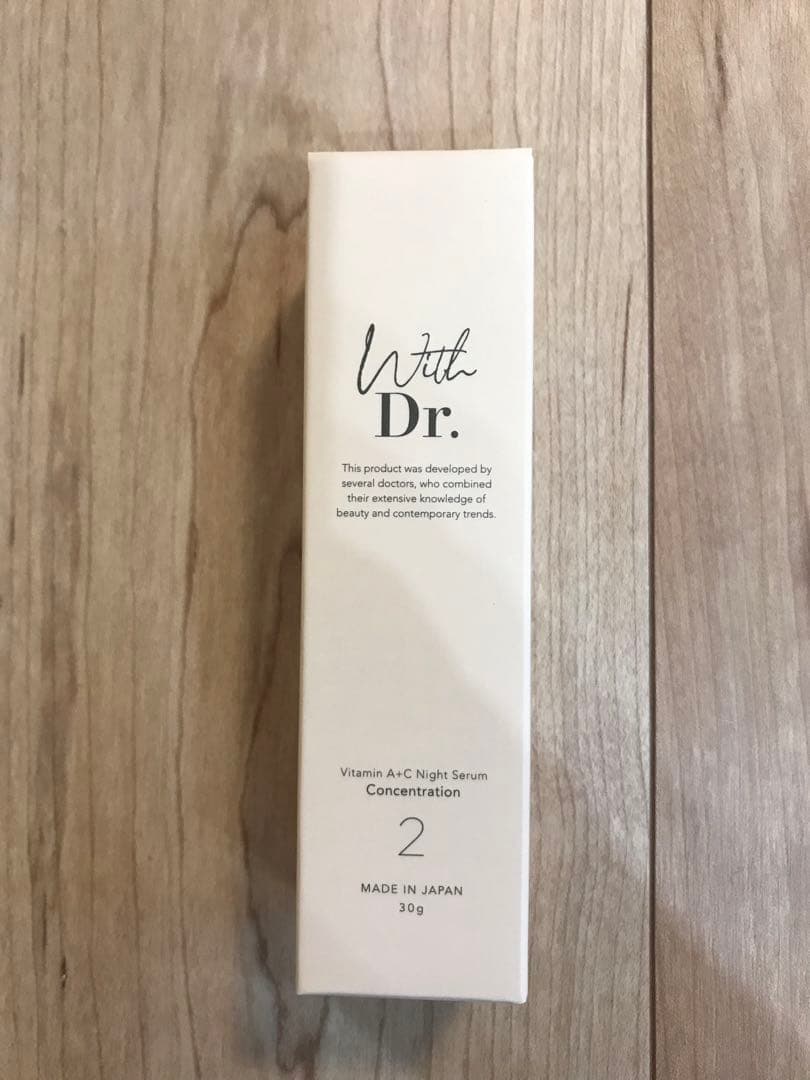 With
Dr.
This product was developed by
several doctors, who combined
their extensive knowledge of
beauty and contemporary trends.
Vitamin A+C Night Serum
Concentration
2
MADE IN JAPAN
30g